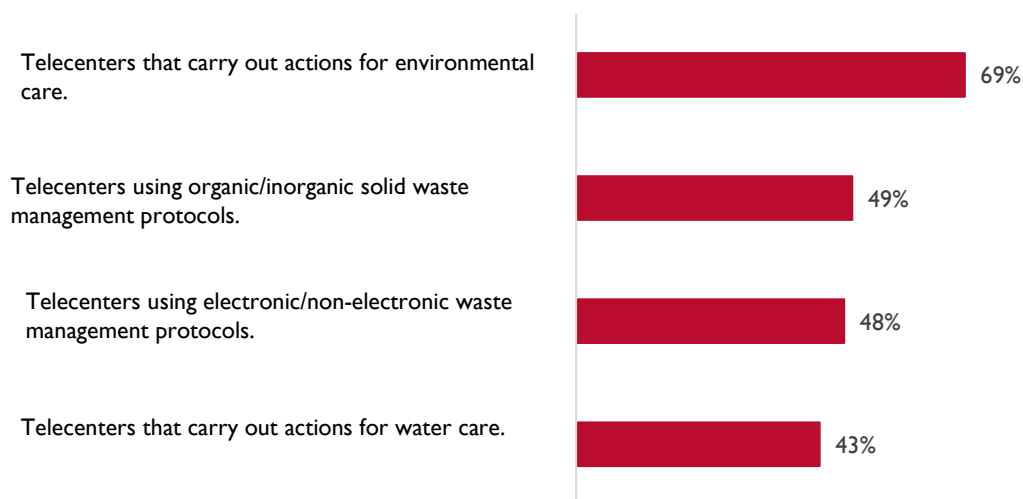 Telecenters that carry out actions for environmental
care.
69%
Telecenters using organic/inorganic solid waste
management protocols.
49%
Telecenters using electronic/non-electronic waste
management protocols.
48%
Telecenters that carry out actions for water care.
43%